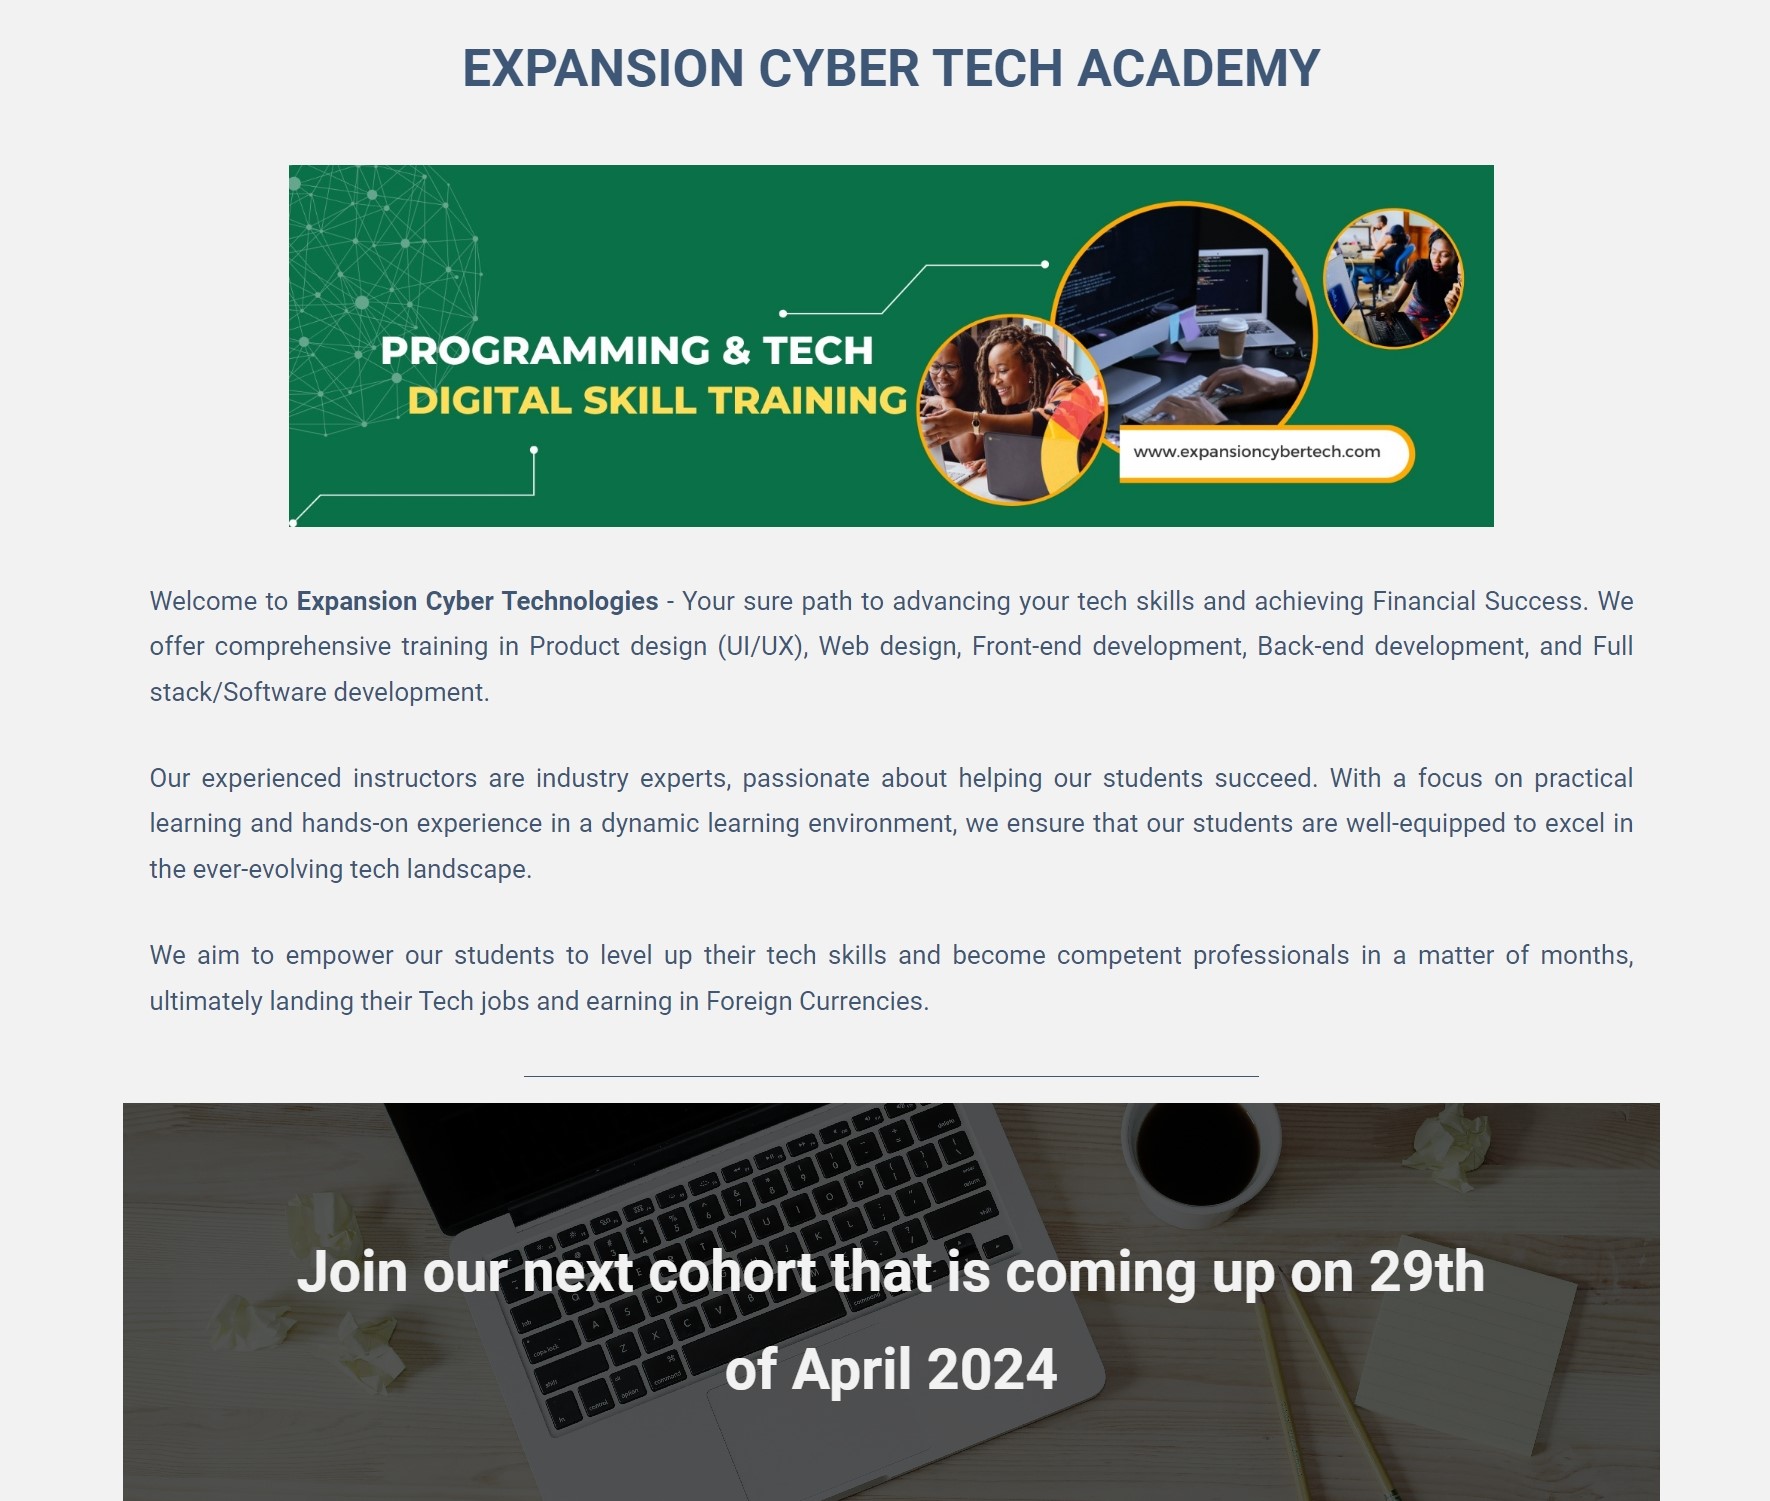 EXPANSION CYBER TECH ACADEMY
PROGRAMMING & TECH
DIGITAL SKILL TRAINING
www.expansioncybertech.com
Welcome to Expansion Cyber Technologies - Your sure path to advancing your tech skills and achieving Financial Success. We
offer comprehensive training in Product design (UI/UX), Web design, Front-end development, Back-end development, and Full
stack/Software development.
Our experienced instructors are industry experts, passionate about helping our students succeed. With a focus on practical
learning and hands-on experience in a dynamic learning environment, we ensure that our students are well-equipped to excel in
the ever-evolving tech landscape.
We aim to empower our students to level up their tech skills and become competent professionals in a matter of months,
ultimately landing their Tech jobs and earning in Foreign Currencies.
Join our next cohort that is coming up on 29th
of April 2024